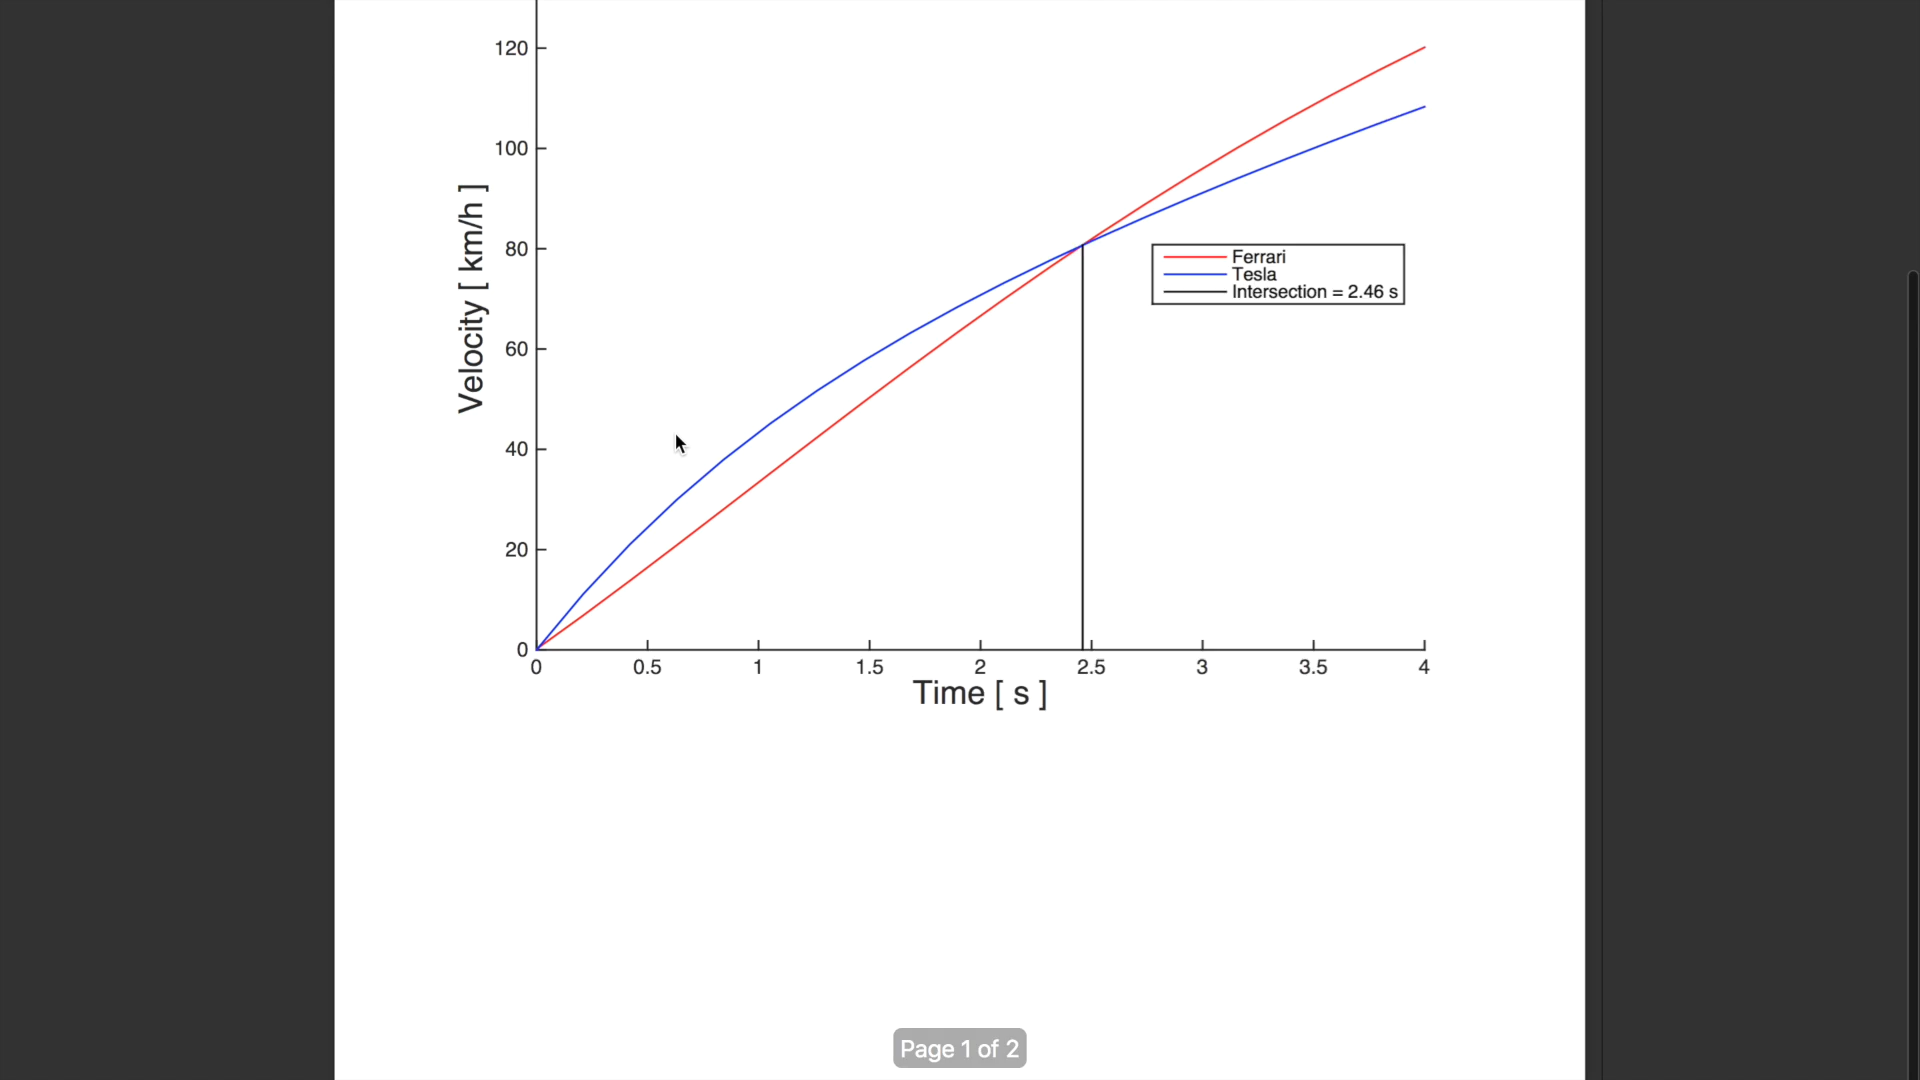 120
100
80
60
40
20
0
Velocity [ km/h ]
Ferrari
Tesla
Intersection = 2.46 s
0 0.5 1 1.5 2 2.5 3 3.5 4
Time [ s ]
Page 1 of 2